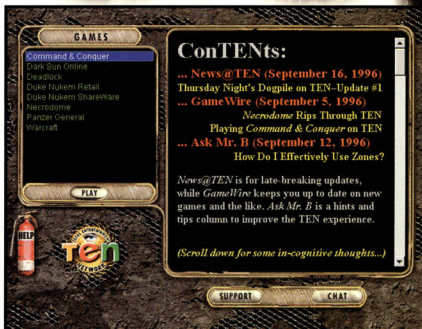 GAMES
Command & Conquer
Dark Sun Online
Deadlock
Duke Nukem Retail
Duke Nukem ShareWare
Necrodome
Panzer General
Warcraft
PLAY
HELP
TEN
NETWORK
ConTENts:
... News@TEN (September 16, 1996)
Thursday Night's Dogpile on TEN–Update #1
... GameWire (September 5, 1996)
Necrodome Rips Through TEN
Playing Command & Conquer on TEN
... Ask Mr. B (September 12, 1996)
How Do I Effectively Use Zones?
News@TEN is for late-breaking updates,
while GameWire keeps you up to date on new
games and the like. Ask Mr. B is a hints and
tips column to improve the TEN experience.
(Scroll down for some in-cognitive thoughts...)
SUPPORT
CHAT